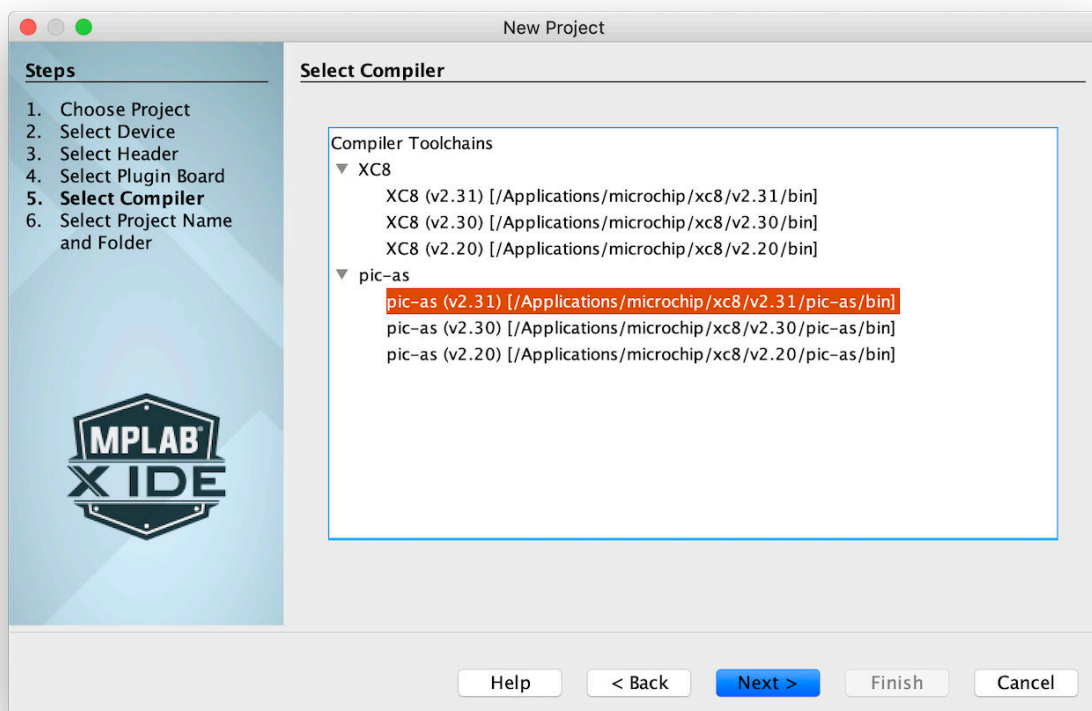 New Project
Steps
1. Choose Project
2. Select Device
3. Select Header
4. Select Plugin Board
5. Select Compiler
6. Select Project Name
and Folder
MPLAB®
X IDE
Select Compiler
Compiler Toolchains
XC8
XC8 (v2.31) [/Applications/microchip/xc8/v2.31/bin]
XC8 (v2.30) [/Applications/microchip/xc8/v2.30/bin]
XC8 (v2.20) [/Applications/microchip/xc8/v2.20/bin]
pic-as
pic-as (v2.31) [/Applications/microchip/xc8/v2.31/pic-as/bin]
pic-as (v2.30) [/Applications/microchip/xc8/v2.30/pic-as/bin]
pic-as (v2.20) [/Applications/microchip/xc8/v2.20/pic-as/bin]
Help
< Back
Next >
Finish
Cancel